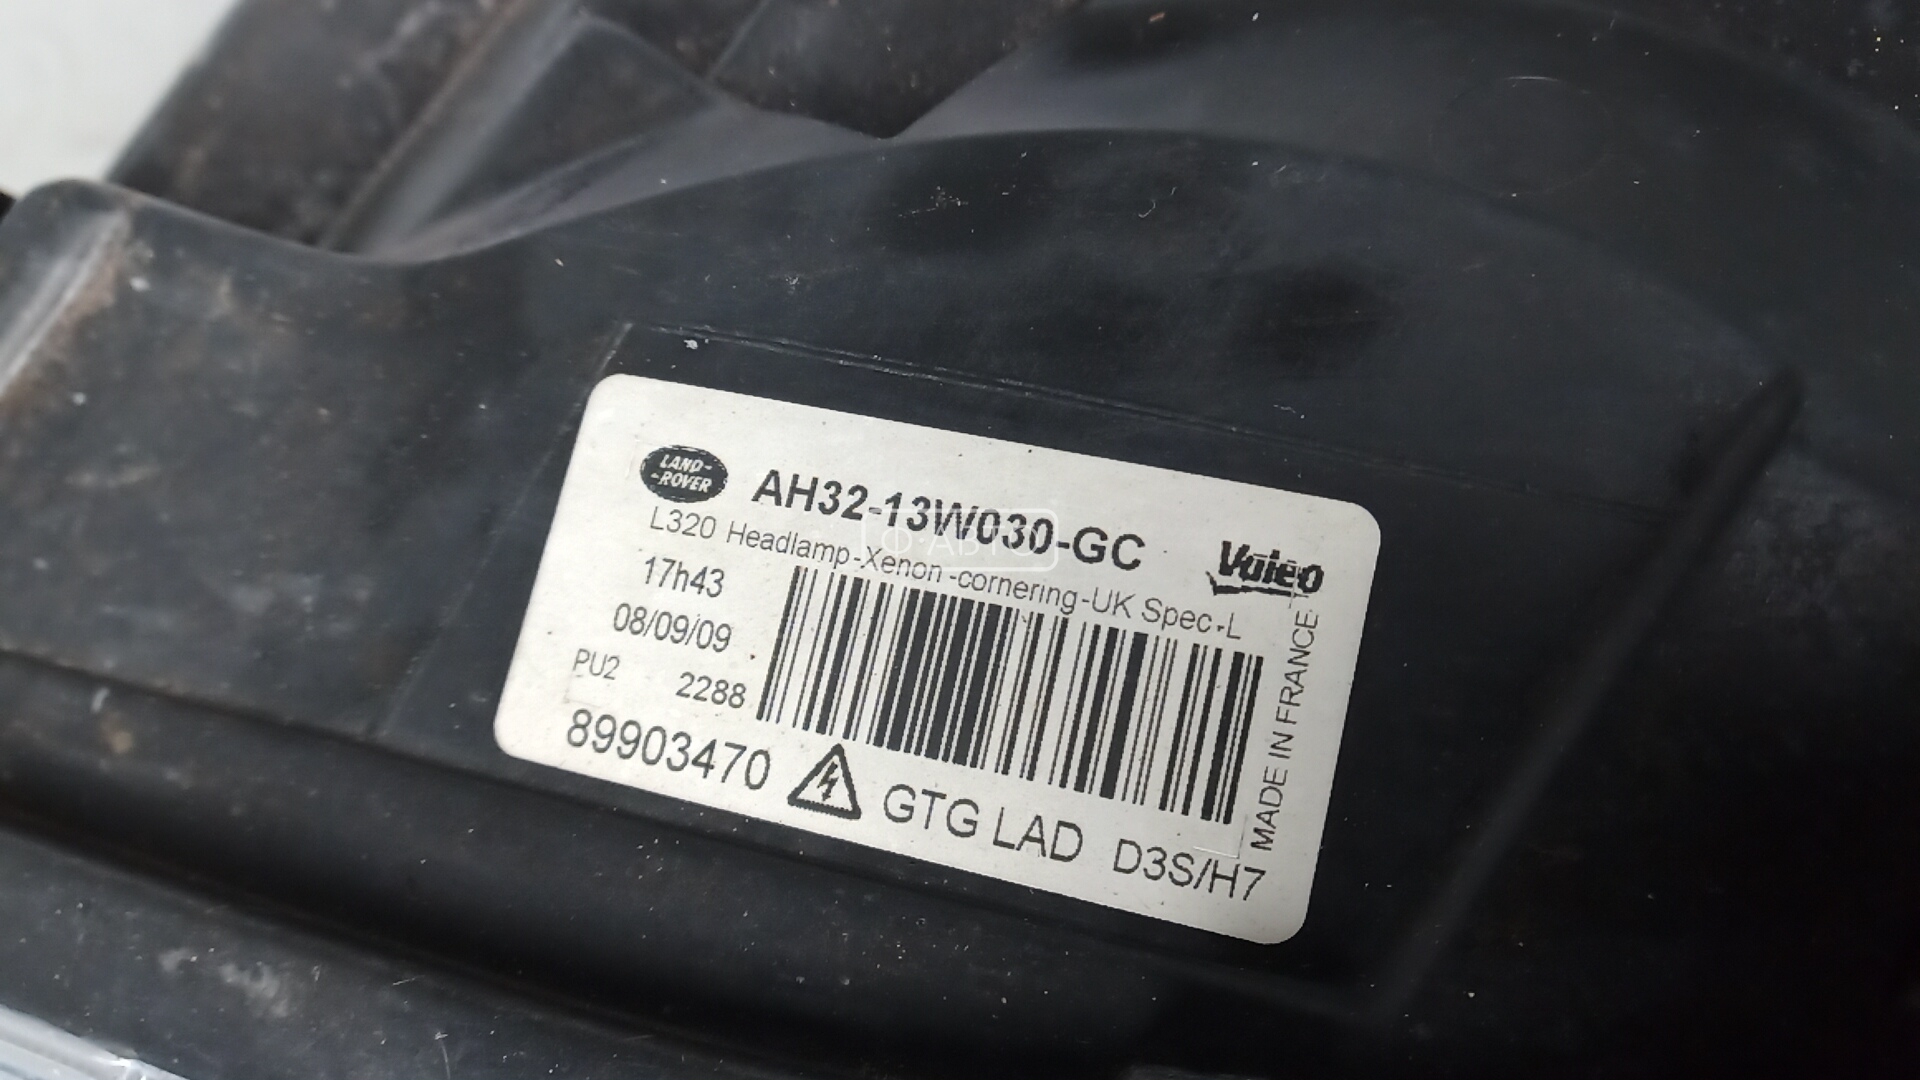 LAND-
-ROVER
AH32-13W030-GC
L320 Headlamp-Xenon-cornering-UK Spec-L
Valeo
17h43
08/09/09
PU2 2288
89903470
GTG LAD D3S/H7
MADE IN FRANCE
Ф·АВТО